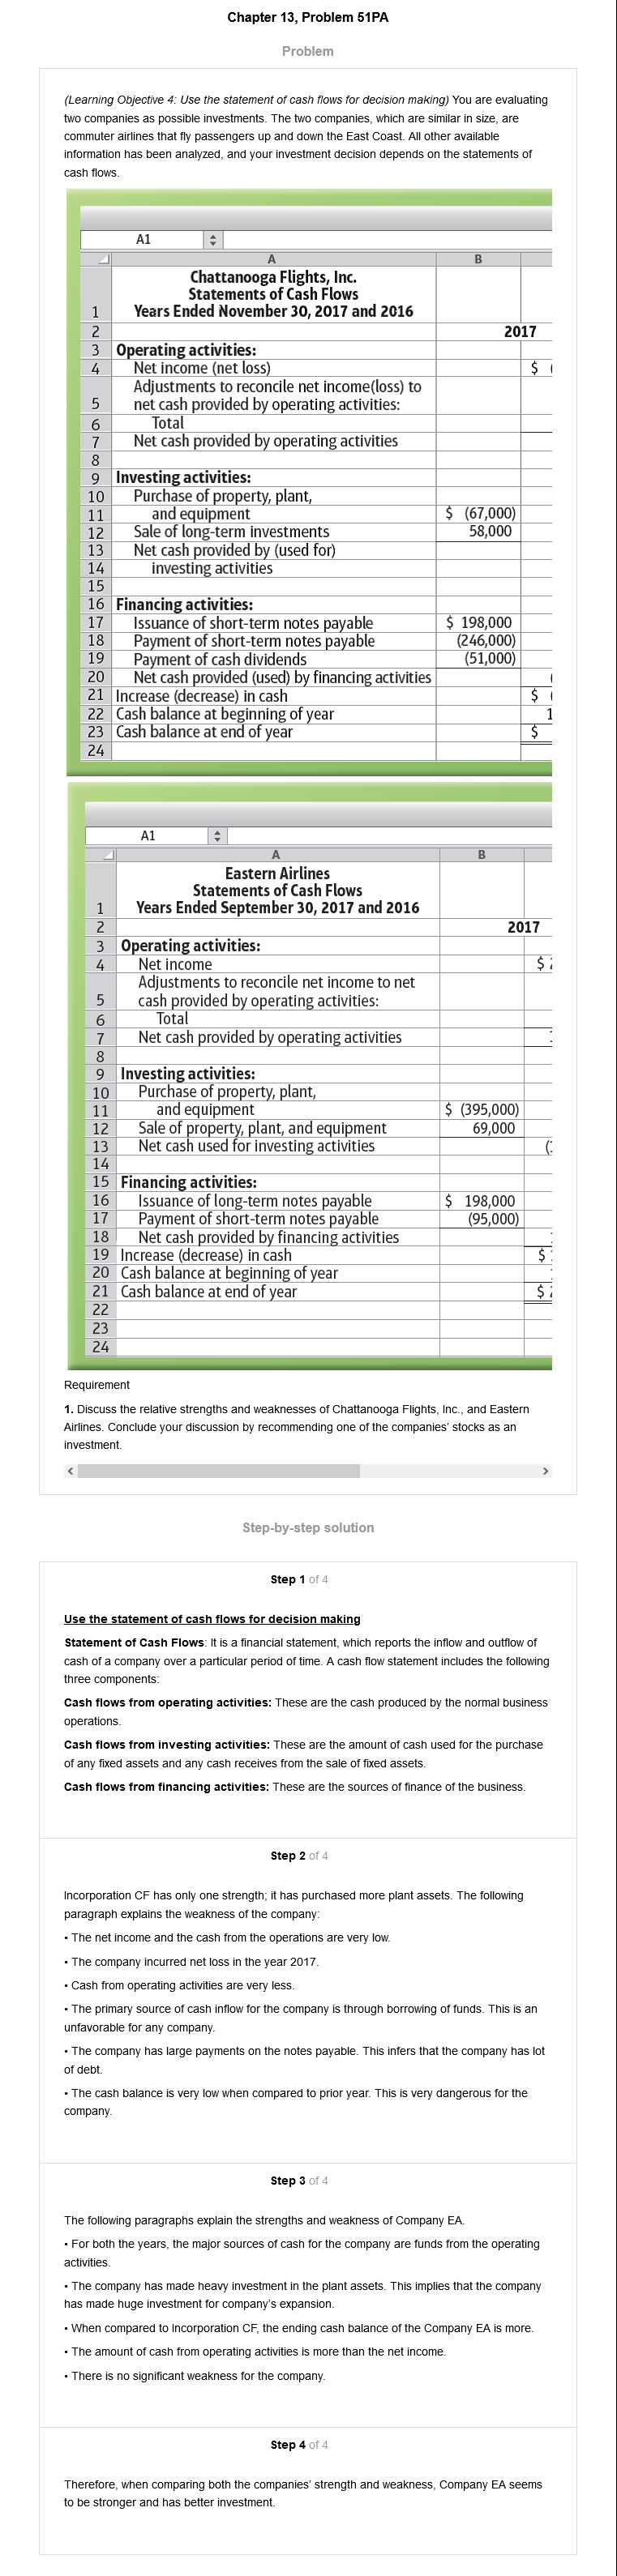 Chapter 13, Problem 51PA
Problem
(Learning Objective 4: Use the statement of cash flows for decision making) You are evaluating
two companies as possible investments. The two companies, which are similar in size, are
commuter airlines that fly passengers up and down the East Coast. All other available
information has been analyzed, and your investment decision depends on the statements of
cash flows.
A1
A B
Chattanooga Flights, Inc.
Statements of Cash Flows
1 Years Ended November 30, 2017 and 2016
2 2017
3 Operating activities:
4 Net income (net loss) $ (
Adjustments to reconcile net income(loss) to
5 net cash provided by operating activities:
6 Total
7 Net cash provided by operating activities
8
9 Investing activities:
10 Purchase of property, plant,
11 and equipment $ (67,000)
12 Sale of long-term investments 58,000
13 Net cash provided by (used for)
14 investing activities
15
16 Financing activities:
17 Issuance of short-term notes payable $ 198,000
18 Payment of short-term notes payable (246,000)
19 Payment of cash dividends (51,000)
20 Net cash provided (used) by financing activities (
21 Increase (decrease) in cash $ (
22 Cash balance at beginning of year 1
23 Cash balance at end of year $
24
A1
A B
Eastern Airlines
Statements of Cash Flows
1 Years Ended September 30, 2017 and 2016
2 2017
3 Operating activities:
4 Net income $
Adjustments to reconcile net income to net
5 cash provided by operating activities:
6 Total
7 Net cash provided by operating activities
8
9 Investing activities:
10 Purchase of property, plant,
11 and equipment $ (395,000)
12 Sale of property, plant, and equipment 69,000
13 Net cash used for investing activities (
14
15 Financing activities:
16 Issuance of long-term notes payable $ 198,000
17 Payment of short-term notes payable (95,000)
18 Net cash provided by financing activities
19 Increase (decrease) in cash $
20 Cash balance at beginning of year
21 Cash balance at end of year $
22
23
24
Requirement
1. Discuss the relative strengths and weaknesses of Chattanooga Flights, Inc., and Eastern
Airlines. Conclude your discussion by recommending one of the companies' stocks as an
investment.
Step-by-step solution
Step 1 of 4
Use the statement of cash flows for decision making
Statement of Cash Flows: It is a financial statement, which reports the inflow and outflow of
cash of a company over a particular period of time. A cash flow statement includes the following
three components:
Cash flows from operating activities: These are the cash produced by the normal business
operations.
Cash flows from investing activities: These are the amount of cash used for the purchase
of any fixed assets and any cash receives from the sale of fixed assets.
Cash flows from financing activities: These are the sources of finance of the business.
Step 2 of 4
Incorporation CF has only one strength; it has purchased more plant assets. The following
paragraph explains the weakness of the company:
• The net income and the cash from the operations are very low.
• The company incurred net loss in the year 2017.
• Cash from operating activities are very less.
• The primary source of cash inflow for the company is through borrowing of funds. This is an
unfavorable for any company.
• The company has large payments on the notes payable. This infers that the company has lot
of debt.
• The cash balance is very low when compared to prior year. This is very dangerous for the
company.
Step 3 of 4
The following paragraphs explain the strengths and weakness of Company EA.
• For both the years, the major sources of cash for the company are funds from the operating
activities.
• The company has made heavy investment in the plant assets. This implies that the company
has made huge investment for company's expansion.
• When compared to Incorporation CF, the ending cash balance of the Company EA is more.
• The amount of cash from operating activities is more than the net income.
• There is no significant weakness for the company.
Step 4 of 4
Therefore, when comparing both the companies' strength and weakness, Company EA seems
to be stronger and has better investment.